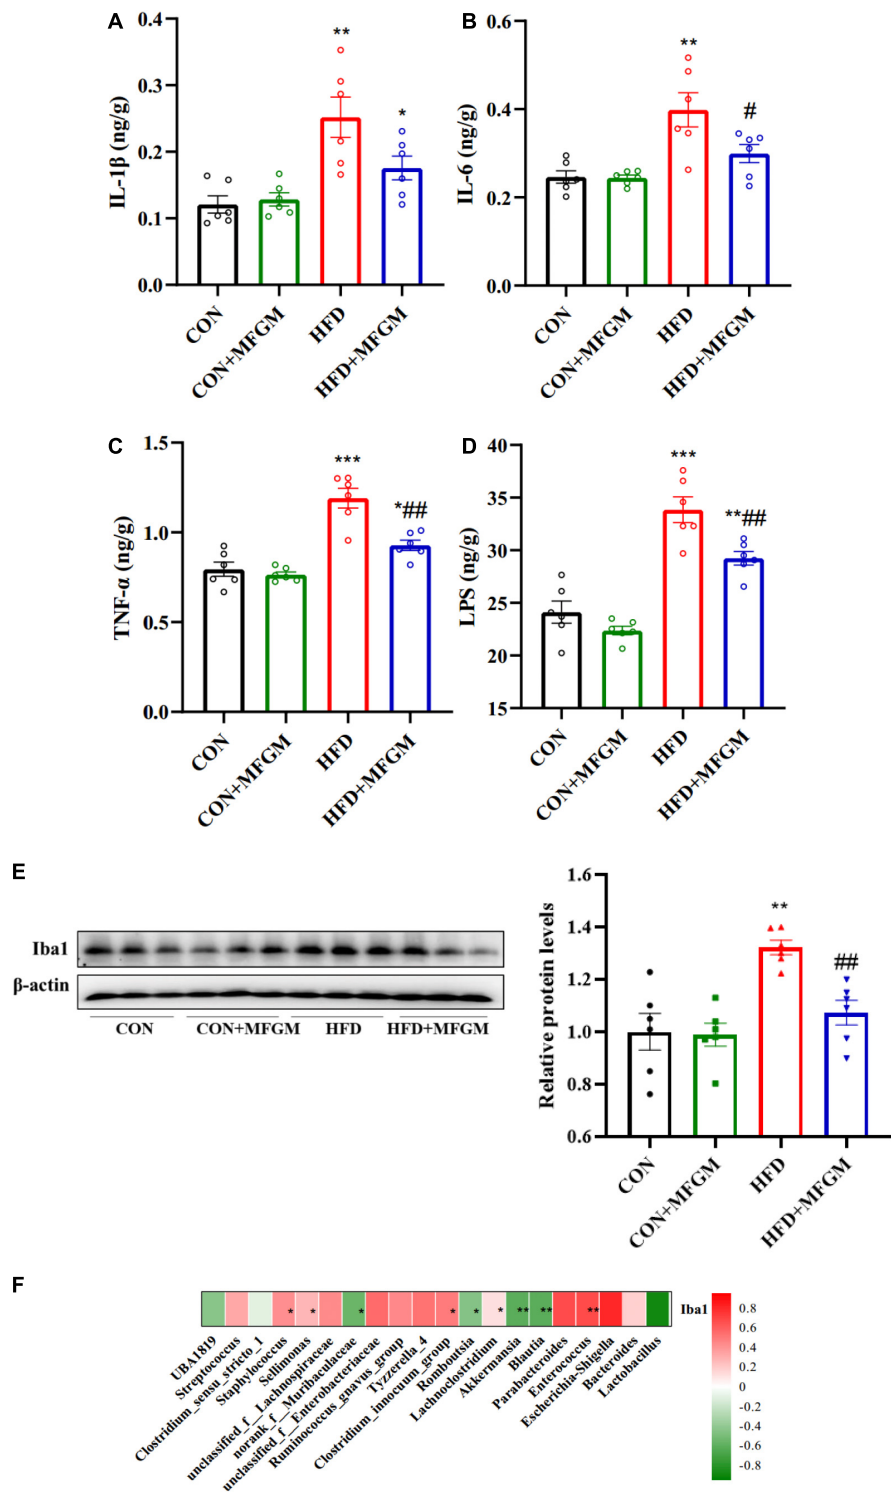 A
IL-1β (ng/g)
0.4
0.3
0.2
0.1
0.0
**
*
CON
CON+MFGM
HFD
HFD+MFGM
B
IL-6 (ng/g)
0.6
0.4
0.2
0.0
**
#
CON
CON+MFGM
HFD
HFD+MFGM
C
TNF-α (ng/g)
1.5
1.0
0.5
0.0
***
*##
CON
CON+MFGM
HFD
HFD+MFGM
D
LPS (ng/g)
40
35
30
25
20
15
***
**##
CON
CON+MFGM
HFD
HFD+MFGM
E
Iba1
β-actin
CON CON+MFGM HFD HFD+MFGM
Relative protein levels
1.6
1.4
1.2
1.0
0.8
0.6
**
##
CON
CON+MFGM
HFD
HFD+MFGM
F
* * * * * * ** ** **
Iba1
UBA1819
Streptococcus
Clostridium_sensu_stricto_1
Staphylococcus
Sellimonas
unclassified_f__Lachnospiraceae
norank_f__Muribaculaceae
unclassified_f__Enterobacteriaceae
Ruminococcus_gnavus_group
Tyzzerella_4
Clostridium_innocuum_group
Romboutsia
Lachnoclostridium
Akkermansia
Blautia
Parabacteroides
Enterococcus
Escherichia-Shigella
Bacteroides
Lactobacillus
0.8
0.6
0.4
0.2
0
-0.2
-0.4
-0.6
-0.8